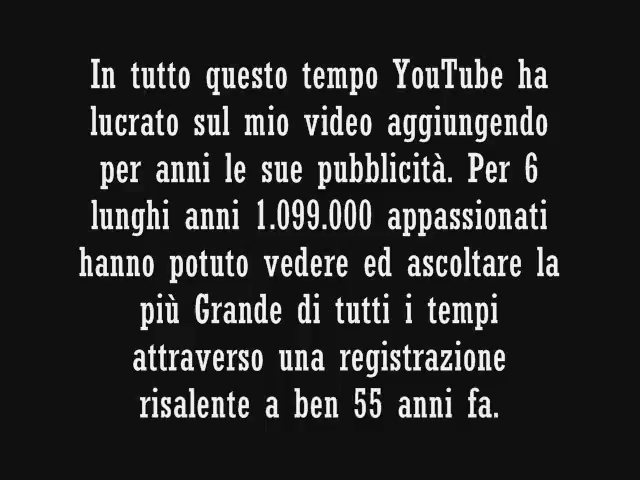 In tutto questo tempo YouTube ha
lucrato sul mio video aggiungendo
per anni le sue pubblicità. Per 6
lunghi anni 1.099.000 appassionati
hanno potuto vedere ed ascoltare la
più Grande di tutti i tempi
attraverso una registrazione
risalente a ben 55 anni fa.